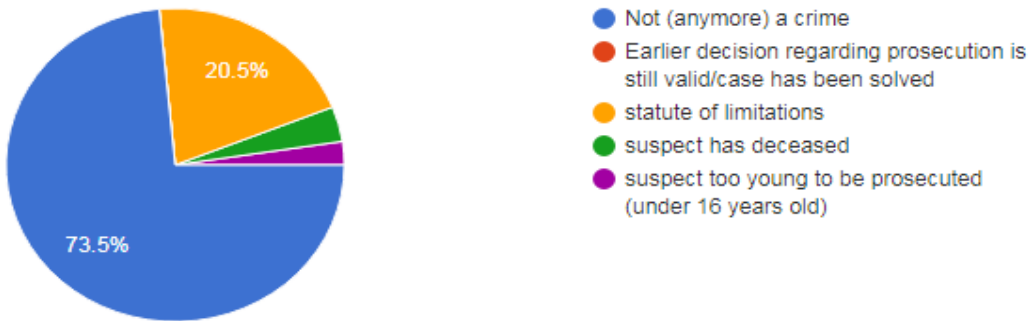 Not (anymore) a crime
Earlier decision regarding prosecution is
still valid/case has been solved
statute of limitations
suspect has deceased
suspect too young to be prosecuted
(under 16 years old)
20.5%
73.5%